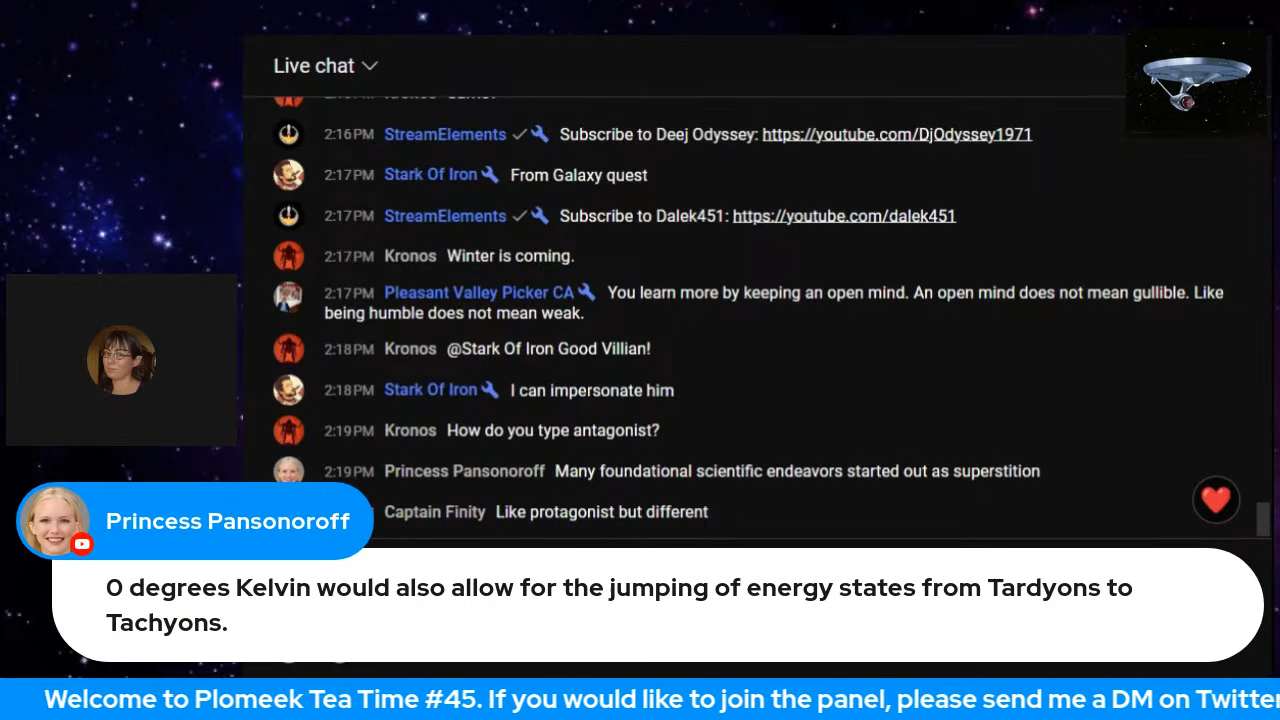 Live chat
2:16PM StreamElements Subscribe to Deej Odyssey: https://youtube.com/DjOdyssey1971
2:17PM Stark Of Iron From Galaxy quest
2:17PM StreamElements Subscribe to Dalek451: https://youtube.com/dalek451
2:17PM Kronos Winter is coming.
2:17PM Pleasant Valley Picker CA You learn more by keeping an open mind. An open mind does not mean gullible. Like
being humble does not mean weak.
2:18PM Kronos @Stark Of Iron Good Villian!
2:18PM Stark Of Iron I can impersonate him
2:19PM Kronos How do you type antagonist?
2:19PM Princess Pansonoroff Many foundational scientific endeavors started out as superstition
Captain Finity Like protagonist but different
Princess Pansonoroff
0 degrees Kelvin would also allow for the jumping of energy states from Tardyons to
Tachyons.
Welcome to Plomeek Tea Time #45. If you would like to join the panel, please send me a DM on Twitter